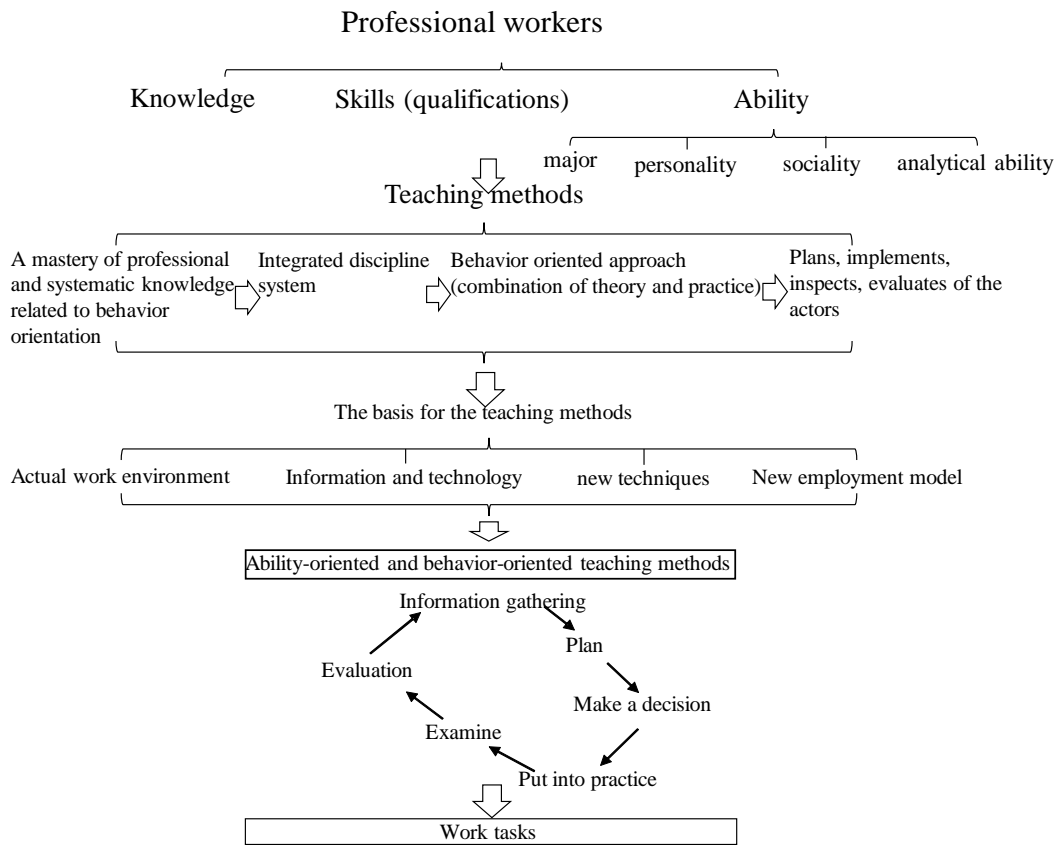 Professional workers
Knowledge
Skills (qualifications)
Ability
major
personality
sociality
analytical ability
Teaching methods
A mastery of professional
and systematic knowledge
related to behavior
orientation
Integrated discipline
system
Behavior oriented approach
(combination of theory and practice)
Plans, implements,
inspects, evaluates of the
actors
The basis for the teaching methods
Actual work environment
Information and technology
new techniques
New employment model
Ability-oriented and behavior-oriented teaching methods
Information gathering
Plan
Evaluation
Make a decision
Examine
Put into practice
Work tasks